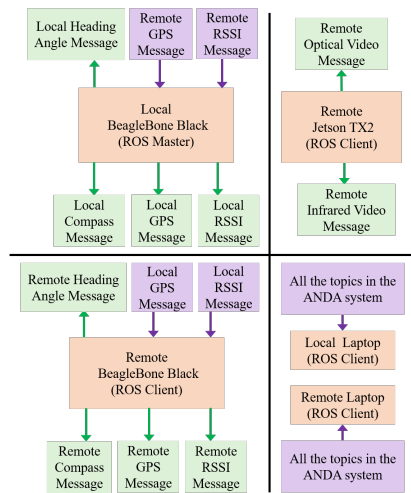 Local Heading
Angle Message
Remote
GPS
Message
Remote
RSSI
Message
Local
BeagleBone Black
(ROS Master)
Local
Compass
Message
Local
GPS
Message
Local
RSSI
Message
Remote
Optical Video
Message
Remote
Jetson TX2
(ROS Client)
Remote
Infrared Video
Message
Remote Heading
Angle Message
Local
GPS
Message
Local
RSSI
Message
Remote
BeagleBone Black
(ROS Client)
Remote
Compass
Message
Remote
GPS
Message
Remote
RSSI
Message
All the topics in the
ANDA system
Local Laptop
(ROS Client)
Remote Laptop
(ROS Client)
All the topics in the
ANDA system